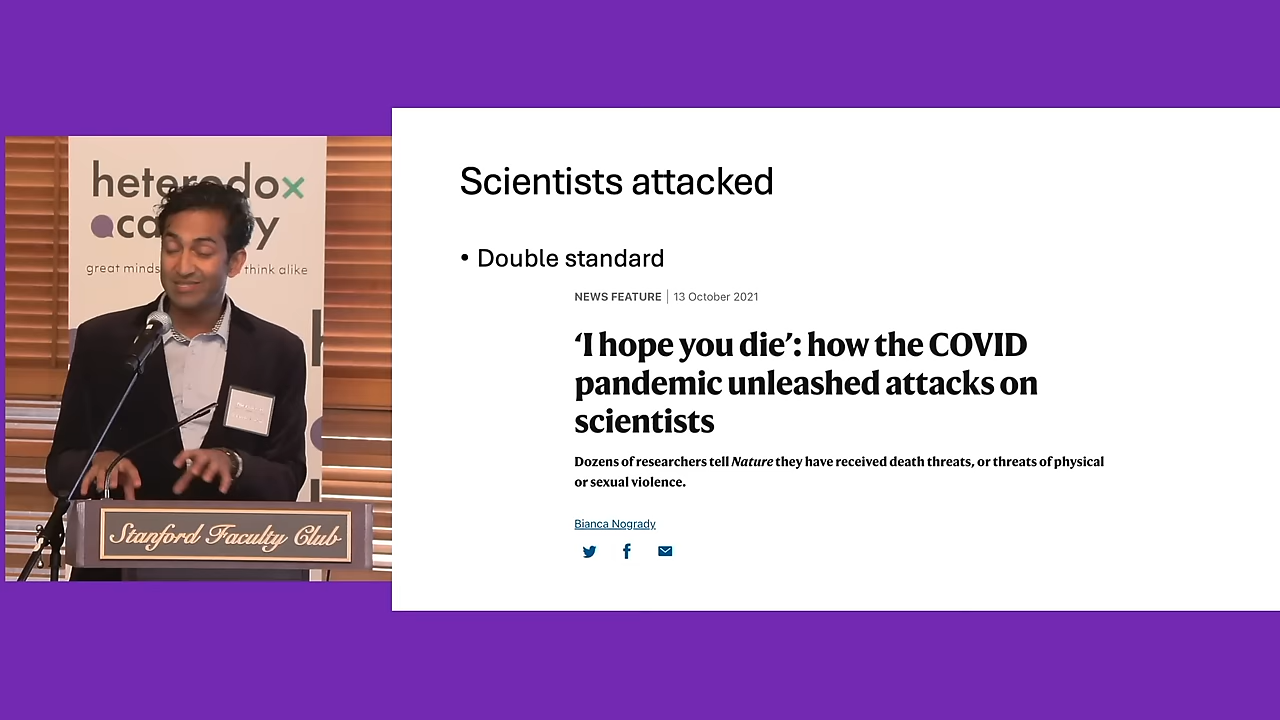 heterodox
academy
great minds
think alike
Stanford Faculty Club
Scientists attacked
• Double standard
NEWS FEATURE | 13 October 2021
‘I hope you die’: how the COVID
pandemic unleashed attacks on
scientists
Dozens of researchers tell Nature they have received death threats, or threats of physical
or sexual violence.
Bianca Nogrady